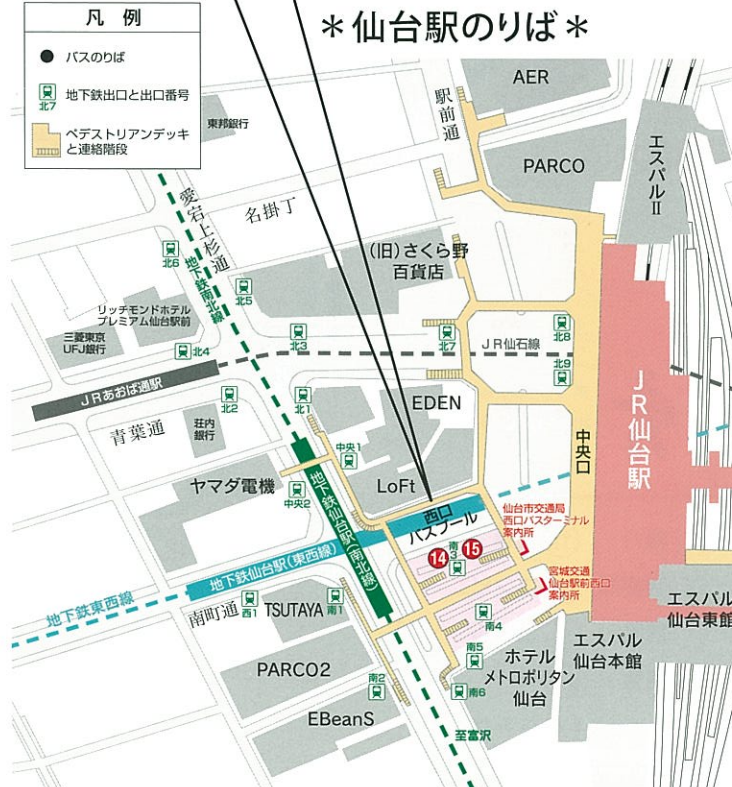 ＊仙台駅のりば＊
凡 例
バスのりば
北7
地下鉄出口と出口番号
ペデストリアンデッキ
と連絡階段
AER
駅前通
東邦銀行
PARCO
エスパルⅡ
愛宕上杉通
名掛丁
地下鉄南北線
(旧)さくら野
百貨店
北6
北5
リッチモンドホテル
プレミアム仙台駅前
三菱東京
UFJ銀行
北4
北3
北7
JR仙石線
北8
北9
JRあおば通駅
北2
北1
EDEN
JR仙台駅
中央口
青葉通
荘内
銀行
中央1
ヤマダ電機
中央2
LoFt
地下鉄仙台駅(南北線)
西口
バスプール
仙台市交通局
西口バスターミナル
案内所
14
南3
15
地下鉄仙台駅(東西線)
宮城交通
仙台駅前西口
案内所
地下鉄東西線
南町通
西1
TSUTAYA
南1
南4
エスパル
仙台東館
PARCO2
南5
ホテル
メトロポリタン
仙台
エスパル
仙台本館
南2
南6
EBeanS
至富沢